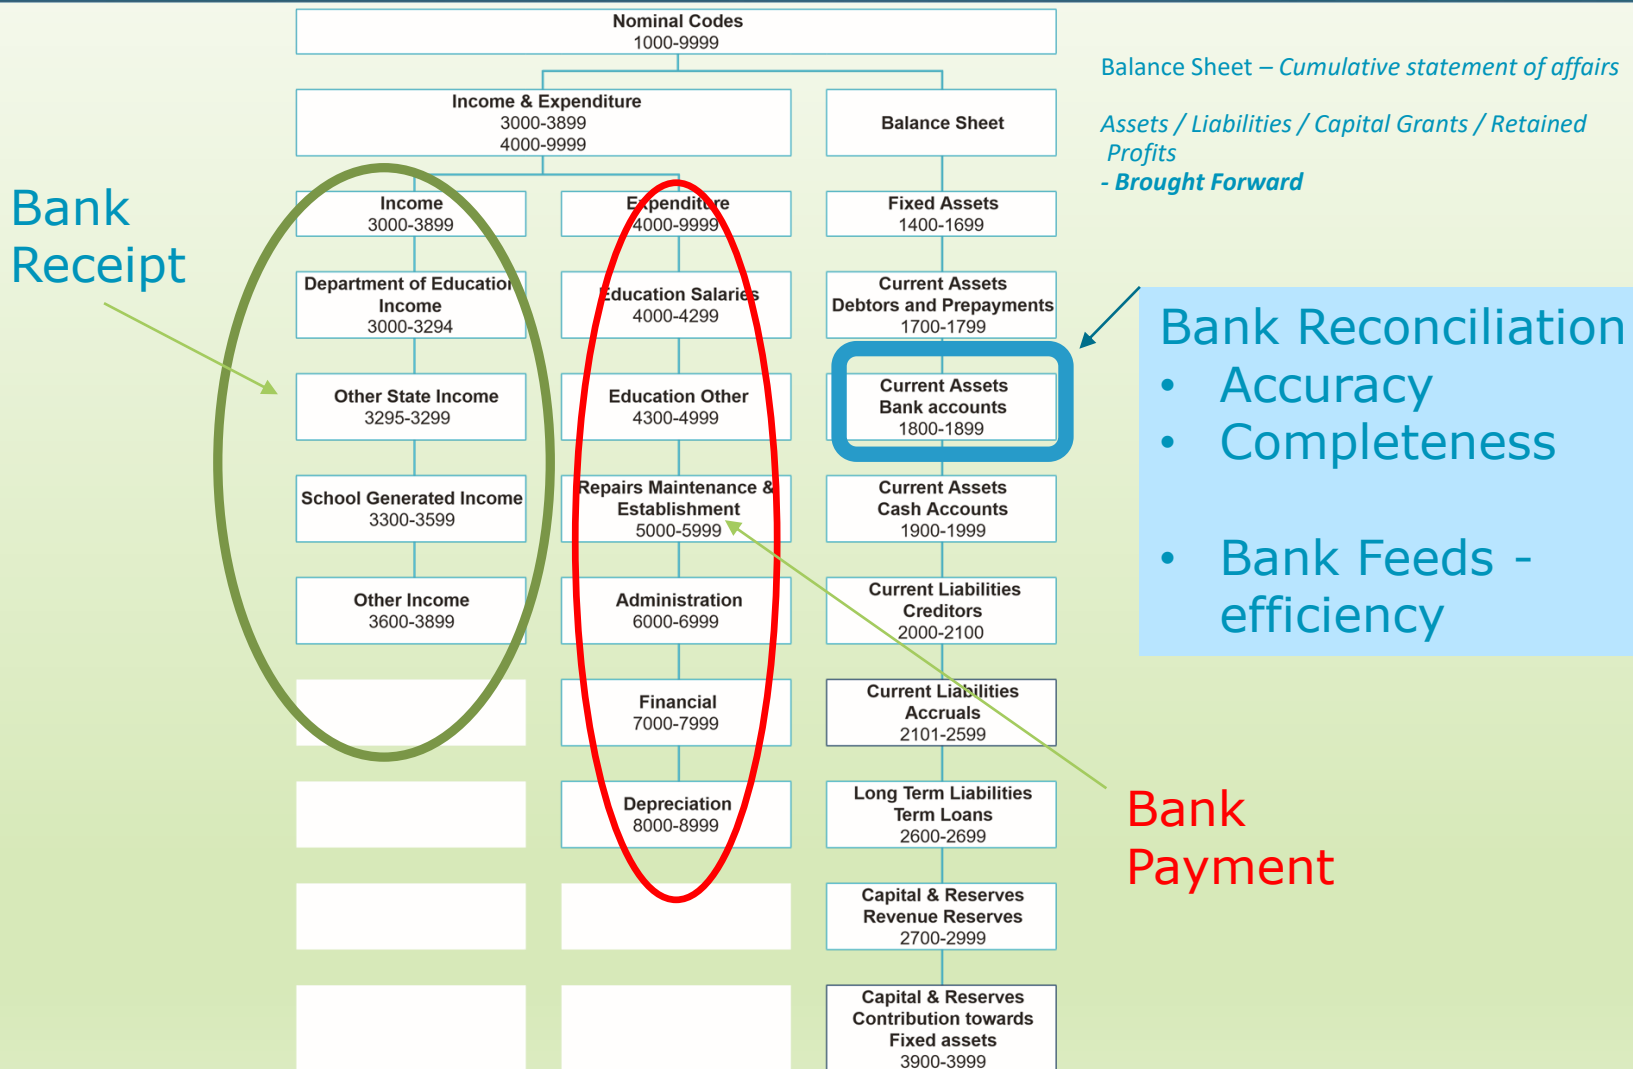 Nominal Codes
1000-9999
Balance Sheet – Cumulative statement of affairs
Assets / Liabilities / Capital Grants / Retained
Profits
- Brought Forward
Income & Expenditure
3000-3899
4000-9999
Balance Sheet
Bank
Receipt
Income
3000-3899
Department of Education
Income
3000-3294
Other State Income
3295-3299
School Generated Income
3300-3599
Other Income
3600-3899
Expenditure
4000-9999
Education Salaries
4000-4299
Education Other
4300-4999
Repairs Maintenance &
Establishment
5000-5999
Administration
6000-6999
Financial
7000-7999
Depreciation
8000-8999
Fixed Assets
1400-1699
Current Assets
Debtors and Prepayments
1700-1799
Current Assets
Bank accounts
1800-1899
Current Assets
Cash Accounts
1900-1999
Current Liabilities
Creditors
2000-2100
Current Liabilities
Accruals
2101-2599
Long Term Liabilities
Term Loans
2600-2699
Capital & Reserves
Revenue Reserves
2700-2999
Capital & Reserves
Contribution towards
Fixed assets
3900-3999
Bank Reconciliation
• Accuracy
• Completeness
• Bank Feeds -
efficiency
Bank
Payment